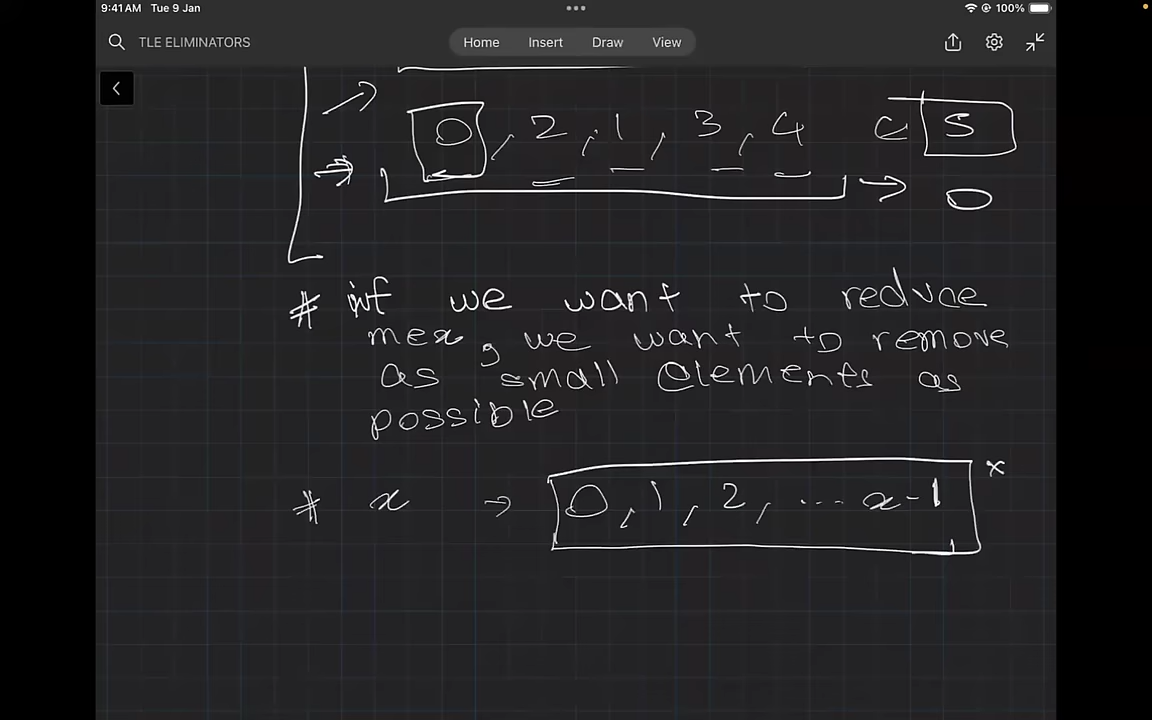 9:41 AM Tue 9 Jan
100%
TLE ELIMINATORS
Home Insert Draw View
0, 2, 1, 3, 4
5
0
# if we want to reduce
mex, we want to remove
as small elements as
possible
# x → 0, 1, 2, ... x-1
x